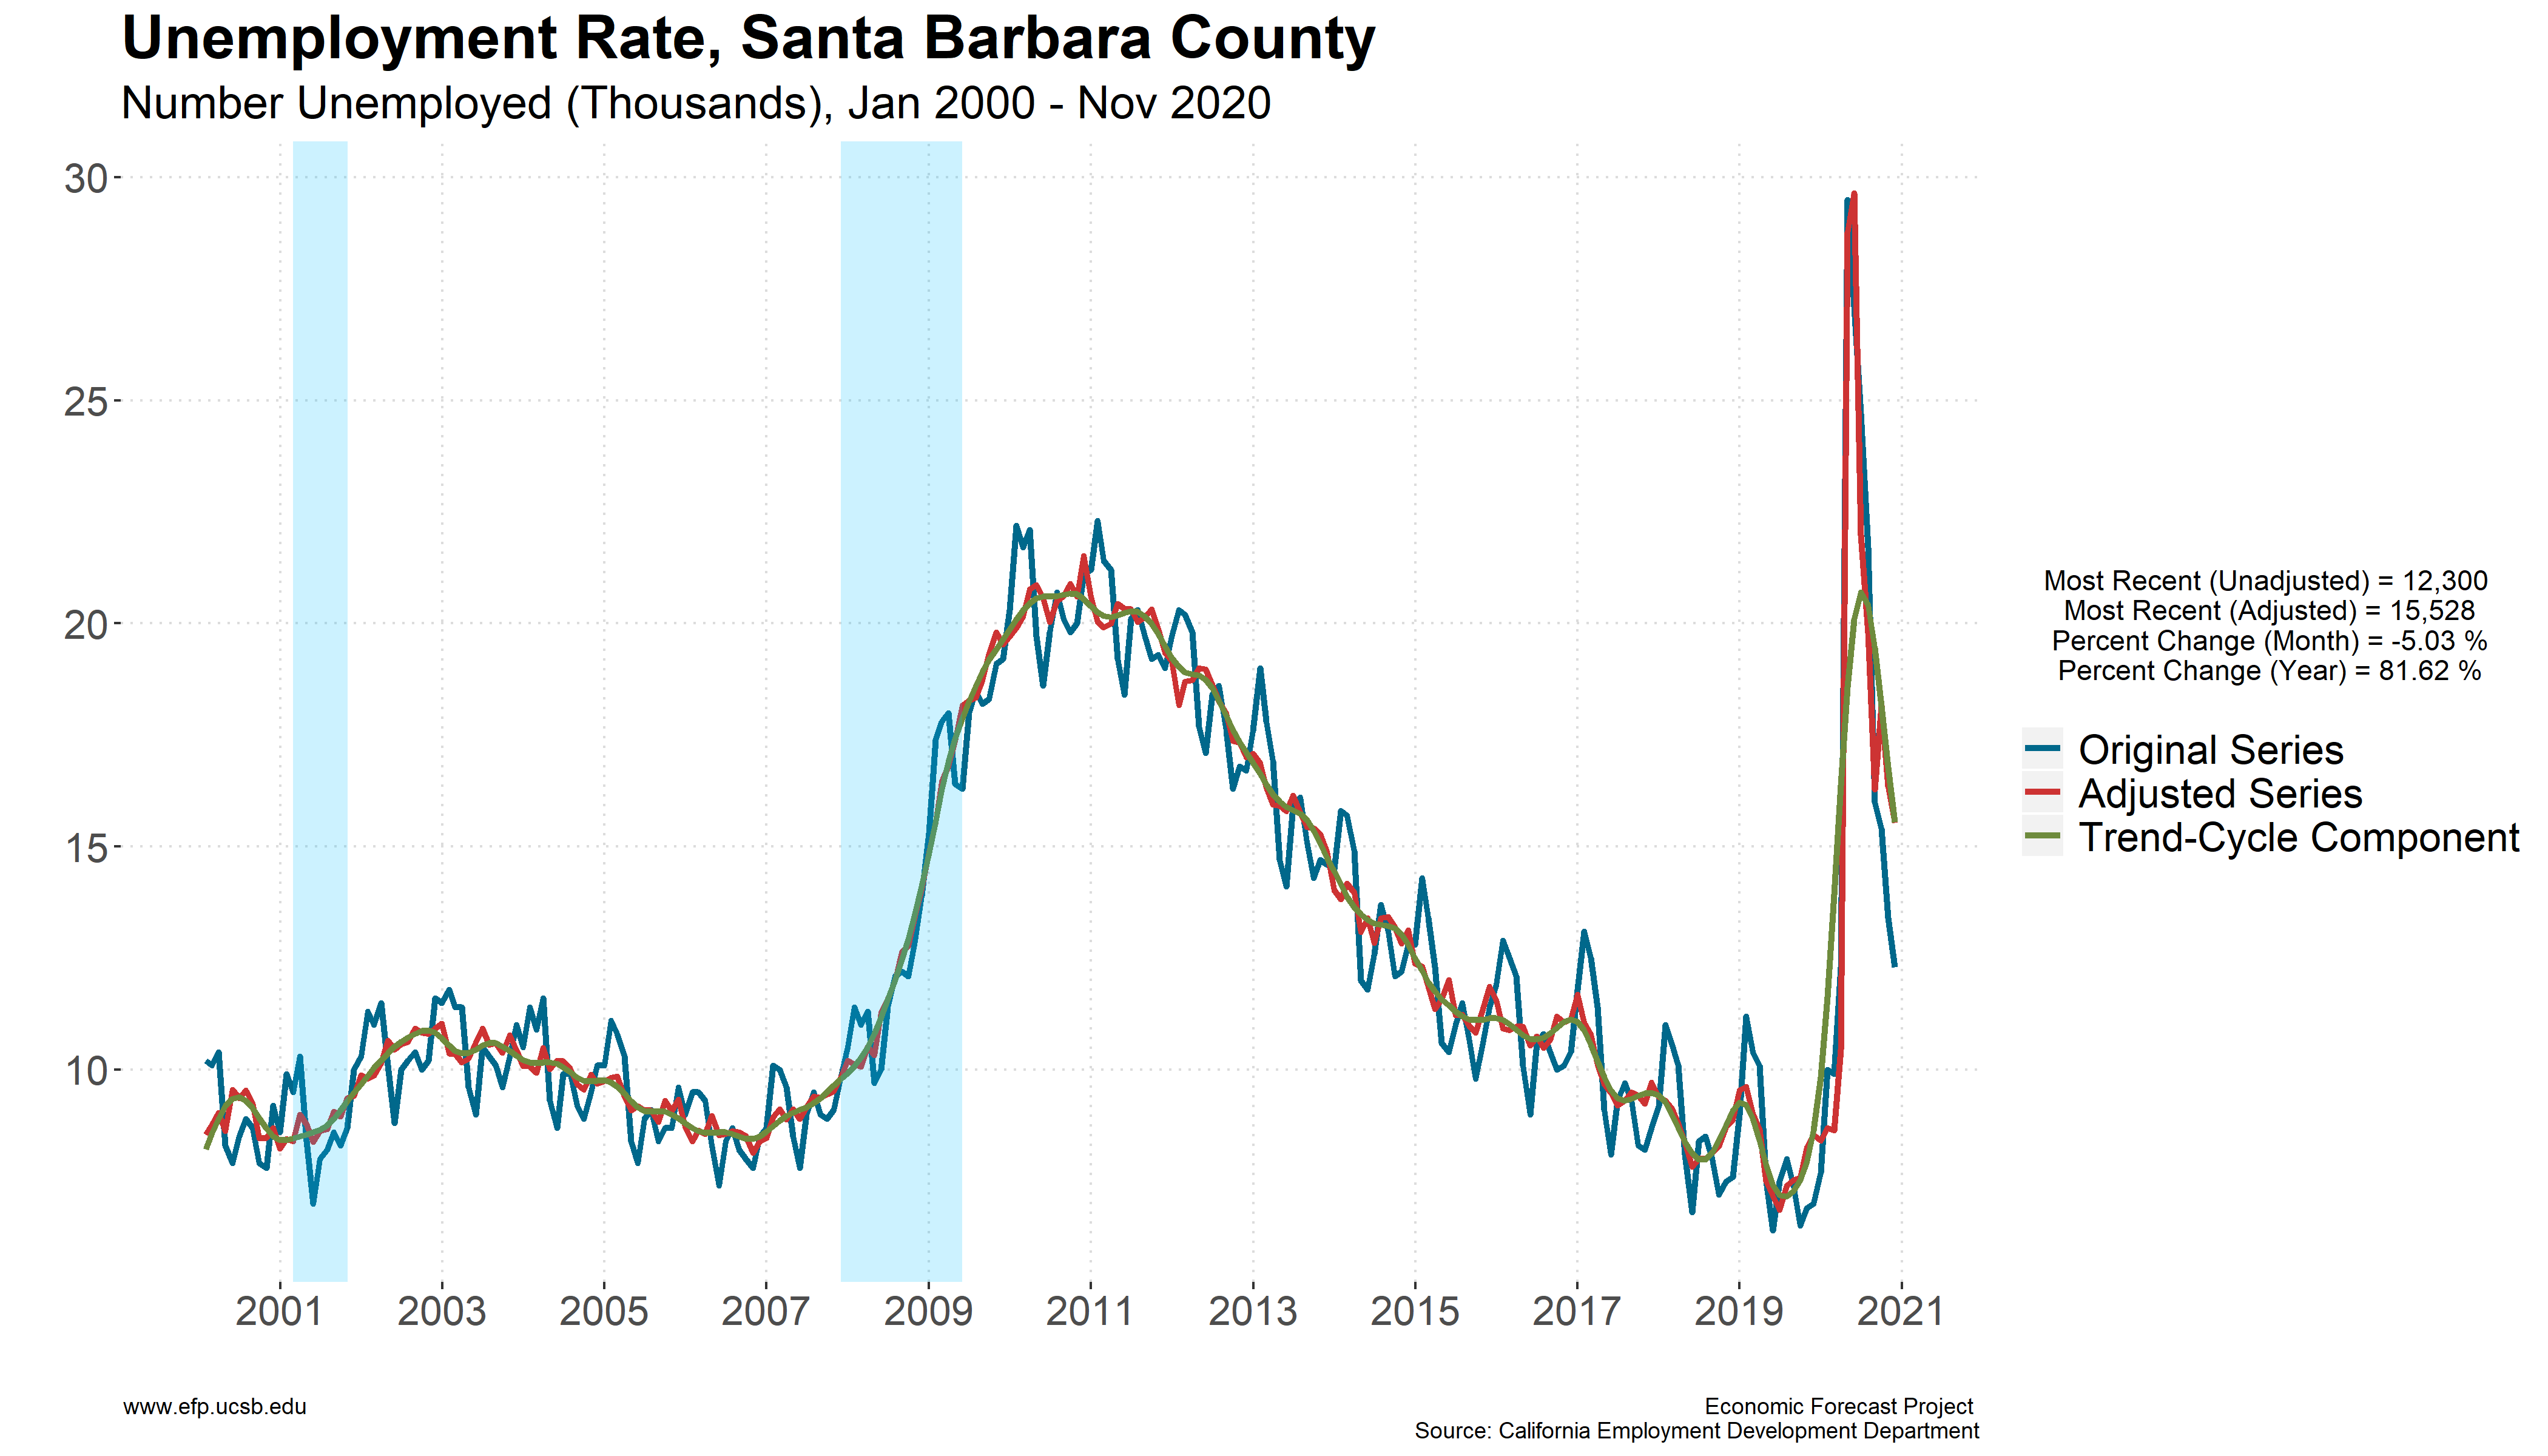 Unemployment Rate, Santa Barbara County
Number Unemployed (Thousands), Jan 2000 - Nov 2020
30
25
20
15
10
2001 2003 2005 2007 2009 2011 2013 2015 2017 2019 2021
Most Recent (Unadjusted) = 12,300
Most Recent (Adjusted) = 15,528
Percent Change (Month) = -5.03 %
Percent Change (Year) = 81.62 %
Original Series
Adjusted Series
Trend-Cycle Component
www.efp.ucsb.edu
Economic Forecast Project
Source: California Employment Development Department